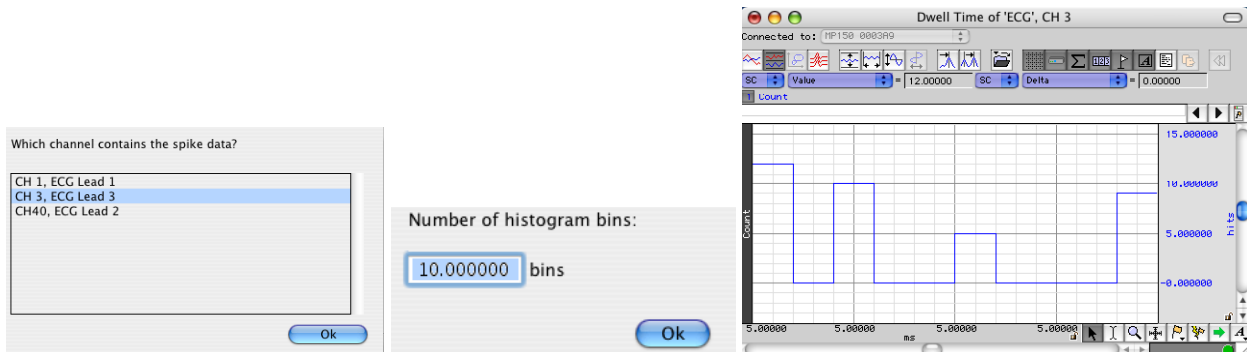 Which channel contains the spike data?
CH 1, ECG Lead 1
CH 3, ECG Lead 3
CH40, ECG Lead 2
Ok
Number of histogram bins:
10.000000 bins
Ok
Dwell Time of 'ECG', CH 3
Connected to: MP150 0003A9
SC Value = 12.00000 SC Delta = 0.00000
1 Count
15.000000
10.000000
5.000000
-0.000000
Count
hits
5.00000 5.00000 5.00000 5.00000
ms